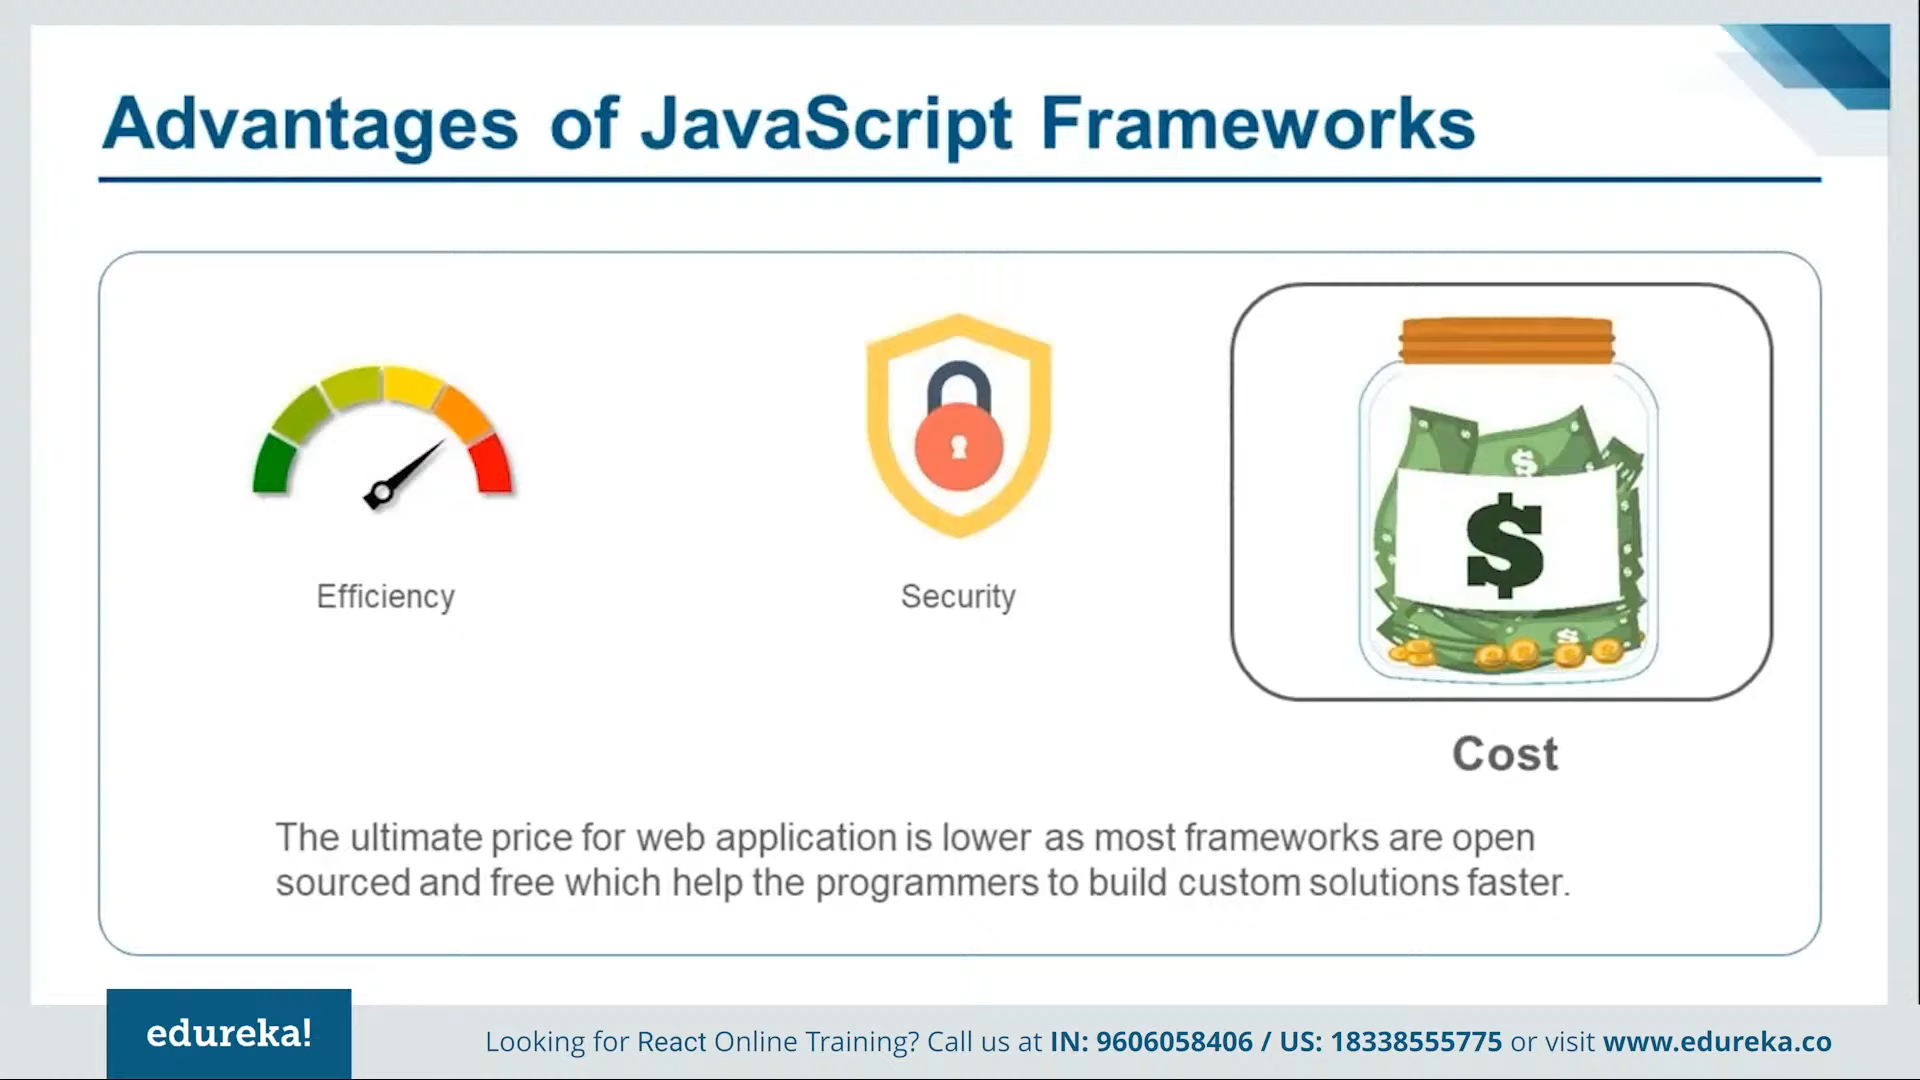 Advantages of JavaScript Frameworks
$
$
$
Efficiency
Security
Cost
The ultimate price for web application is lower as most frameworks are open
sourced and free which help the programmers to build custom solutions faster.
edureka!
Looking for React Online Training? Call us at IN: 9606058406 / US: 18338555775 or visit www.edureka.co